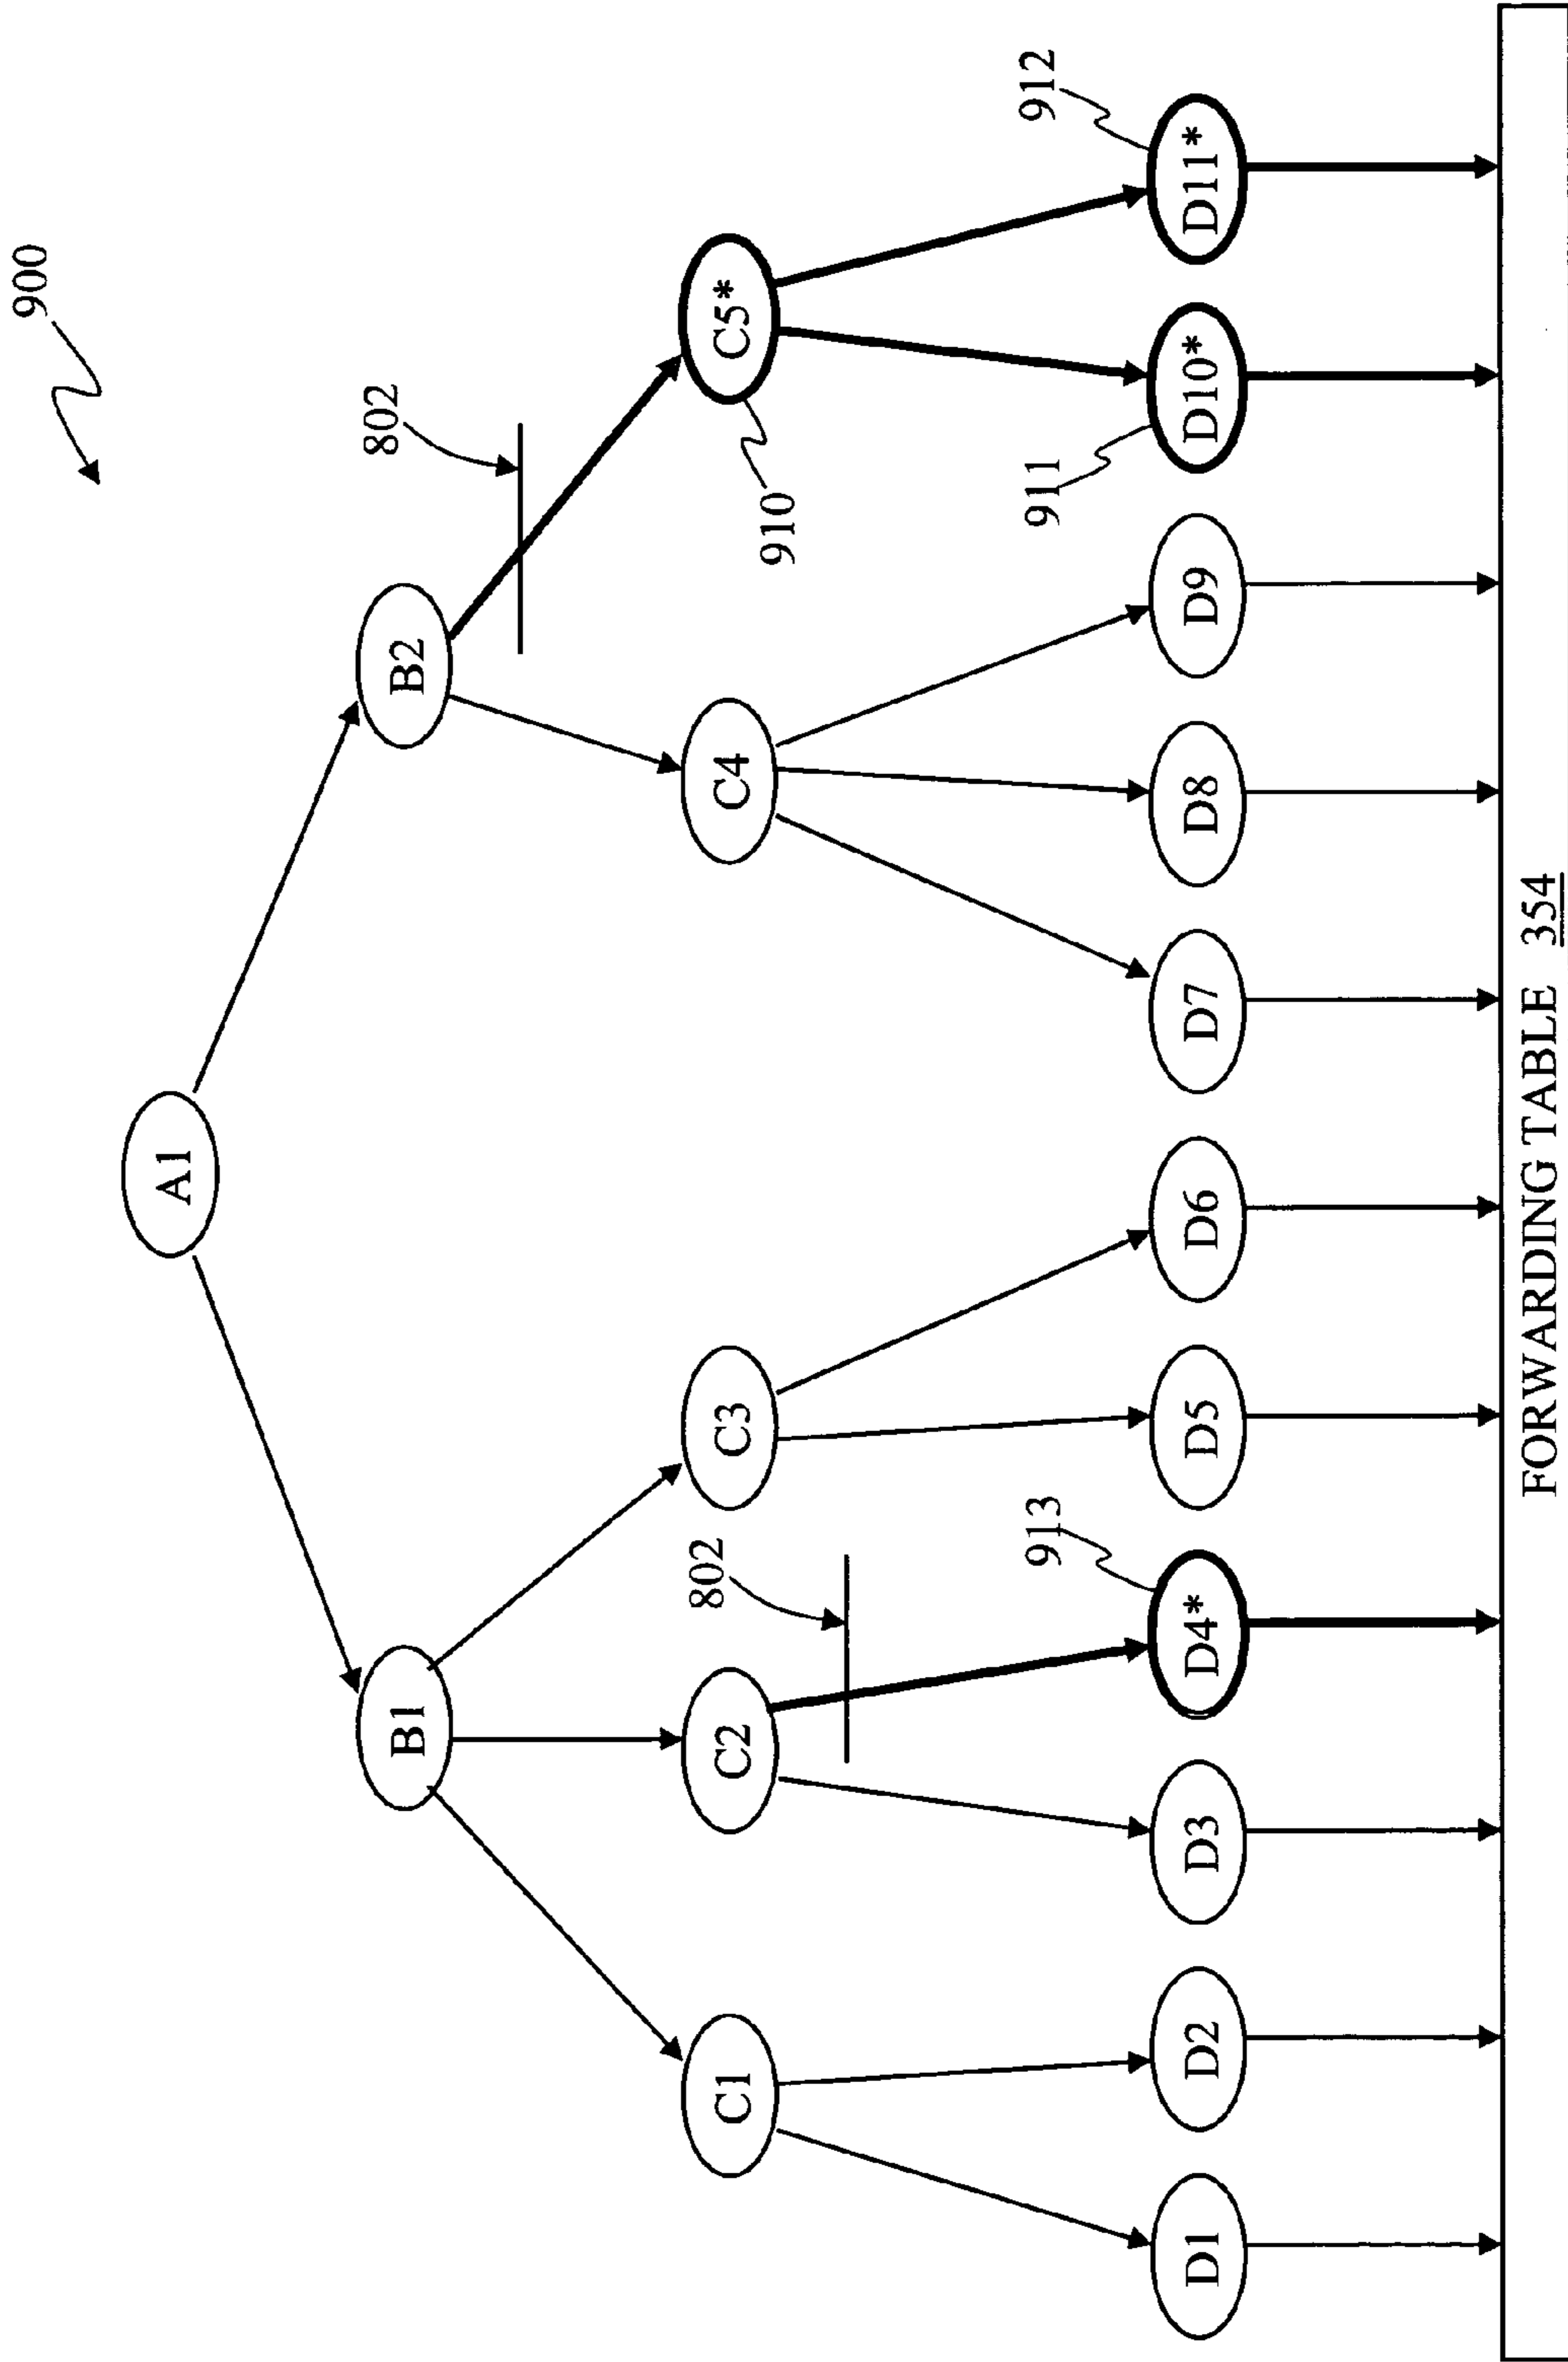 900
A1
802
B1
B2
802
C1
C2
C3
C4
C5*
910
913
911
912
D1
D2
D3
D4*
D5
D6
D7
D8
D9
D10*
D11*
FORWARDING TABLE 354